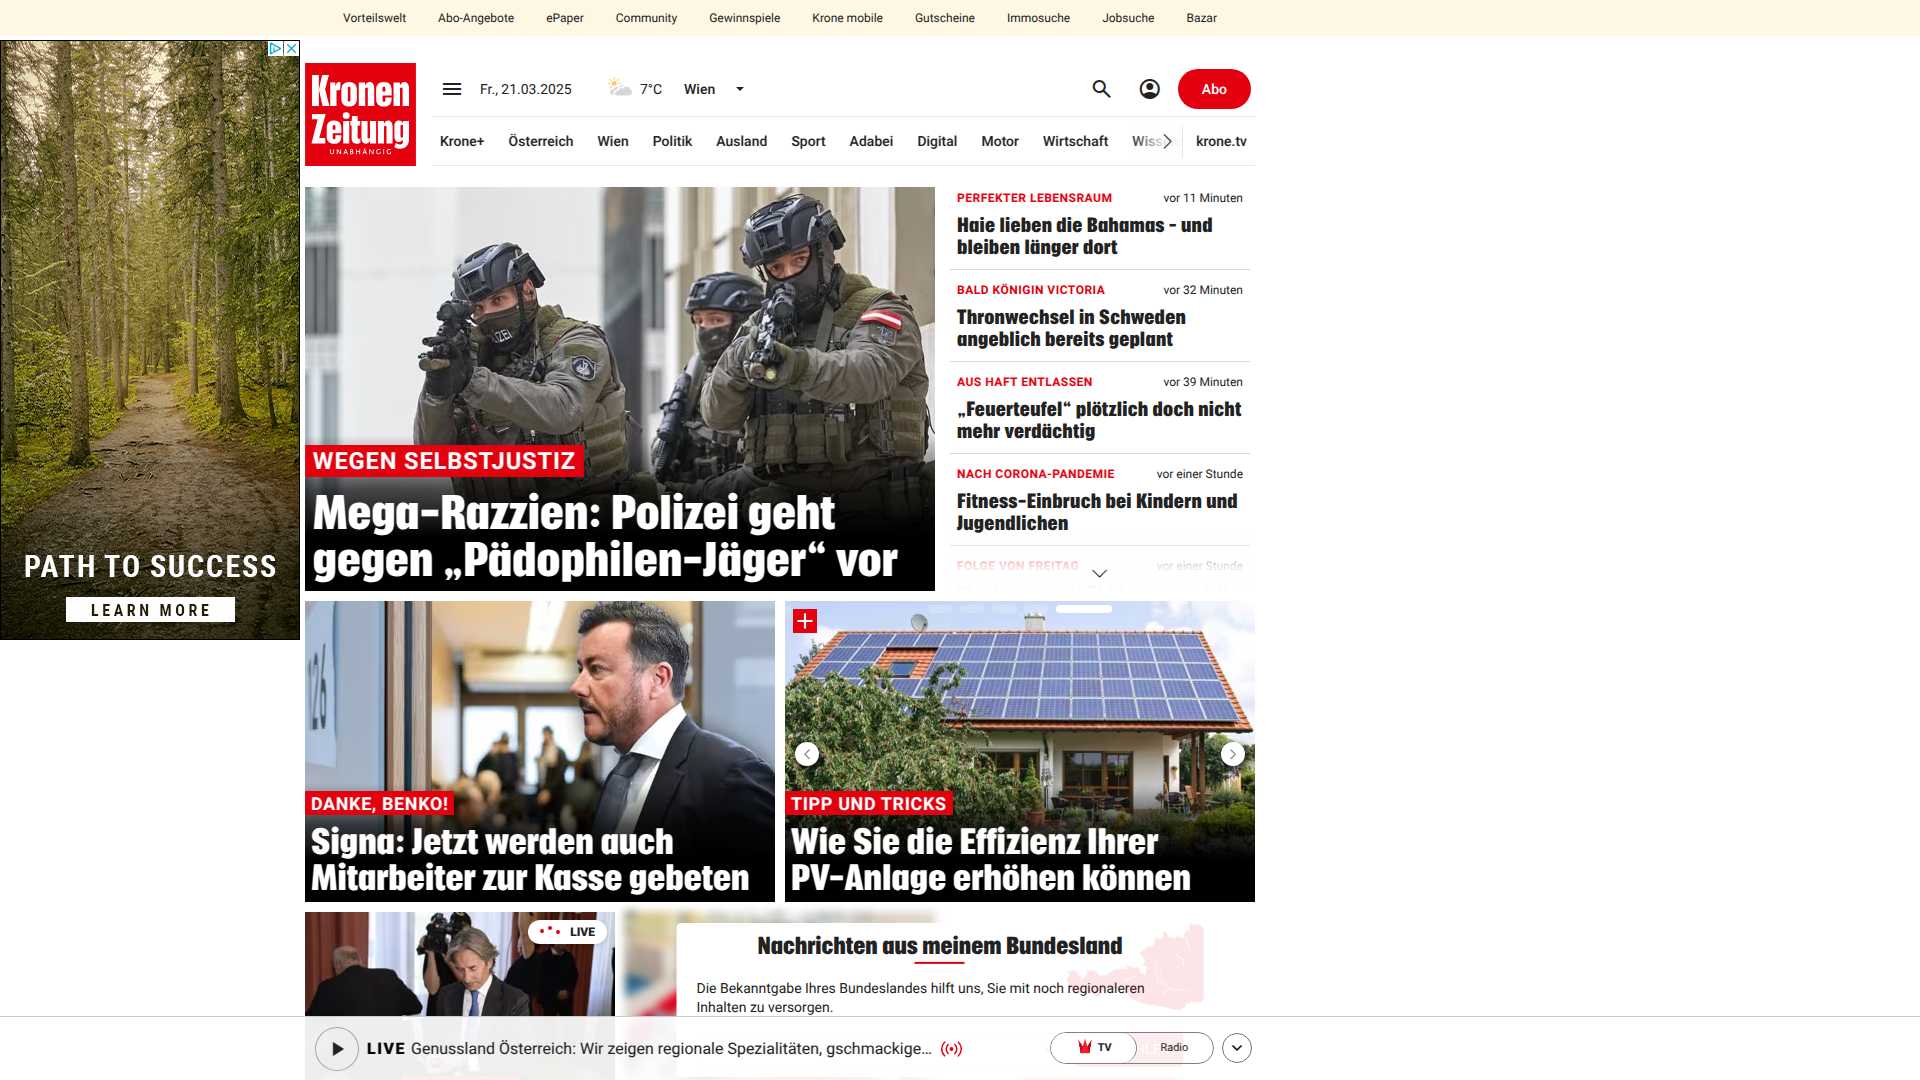 Vorteilswelt Abo-Angebote ePaper Community Gewinnspiele Krone mobile Gutscheine Immosuche Jobsuche Bazar
PATH TO SUCCESS
LEARN MORE
Kronen
Zeitung
UNABHÄNGIG
Fr., 21.03.2025 7°C Wien Abo
Krone+ Österreich Wien Politik Ausland Sport Adabei Digital Motor Wirtschaft krone.tv
WEGEN SELBSTJUSTIZ
Mega-Razzien: Polizei geht
gegen „Pädophilen-Jäger“ vor
PERFEKTER LEBENSRAUM vor 11 Minuten
Haie lieben die Bahamas – und
bleiben länger dort
BALD KÖNIGIN VICTORIA vor 32 Minuten
Thronwechsel in Schweden
angeblich bereits geplant
AUS HAFT ENTLASSEN vor 39 Minuten
„Feuerteufel“ plötzlich doch nicht
mehr verdächtig
NACH CORONA-PANDEMIE vor einer Stunde
Fitness-Einbruch bei Kindern und
Jugendlichen
FOLGE VON FREITAG vor einer Stunde
126
DANKE, BENKO!
Signa: Jetzt werden auch
Mitarbeiter zur Kasse gebeten
TIPP UND TRICKS
Wie Sie die Effizienz Ihrer
PV-Anlage erhöhen können
LIVE
Nachrichten aus meinem Bundesland
Die Bekanntgabe Ihres Bundeslandes hilft uns, Sie mit noch regionaleren
Inhalten zu versorgen.
LIVE Genussland Österreich: Wir zeigen regionale Spezialitäten, gschmackige... TV Radio